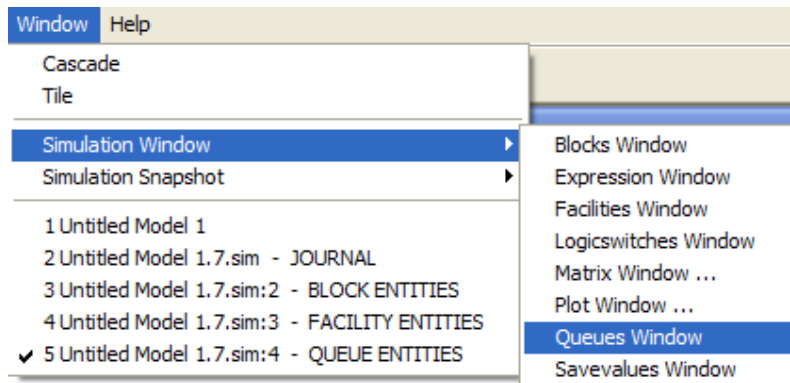 Window Help
Cascade
Tile
Simulation Window
Simulation Snapshot
1 Untitled Model 1
2 Untitled Model 1.7.sim - JOURNAL
3 Untitled Model 1.7.sim:2 - BLOCK ENTITIES
4 Untitled Model 1.7.sim:3 - FACILITY ENTITIES
5 Untitled Model 1.7.sim:4 - QUEUE ENTITIES
Blocks Window
Expression Window
Facilities Window
Logicswitches Window
Matrix Window ...
Plot Window ...
Queues Window
Savevalues Window